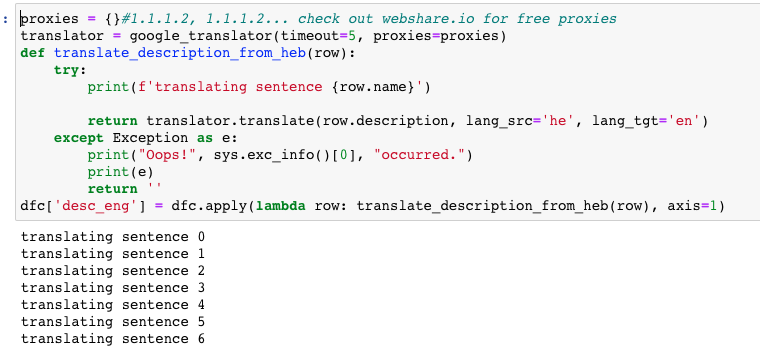 :
proxies = {}#1.1.1.2, 1.1.1.2... check out webshare.io for free proxies
translator = google_translator(timeout=5, proxies=proxies)
def translate_description_from_heb(row):
    try:
        print(f'translating sentence {row.name}')

        return translator.translate(row.description, lang_src='he', lang_tgt='en')
    except Exception as e:
        print("Oops!", sys.exc_info()[0], "occurred.")
        print(e)
        return ''
dfc['desc_eng'] = dfc.apply(lambda row: translate_description_from_heb(row), axis=1)
translating sentence 0
translating sentence 1
translating sentence 2
translating sentence 3
translating sentence 4
translating sentence 5
translating sentence 6